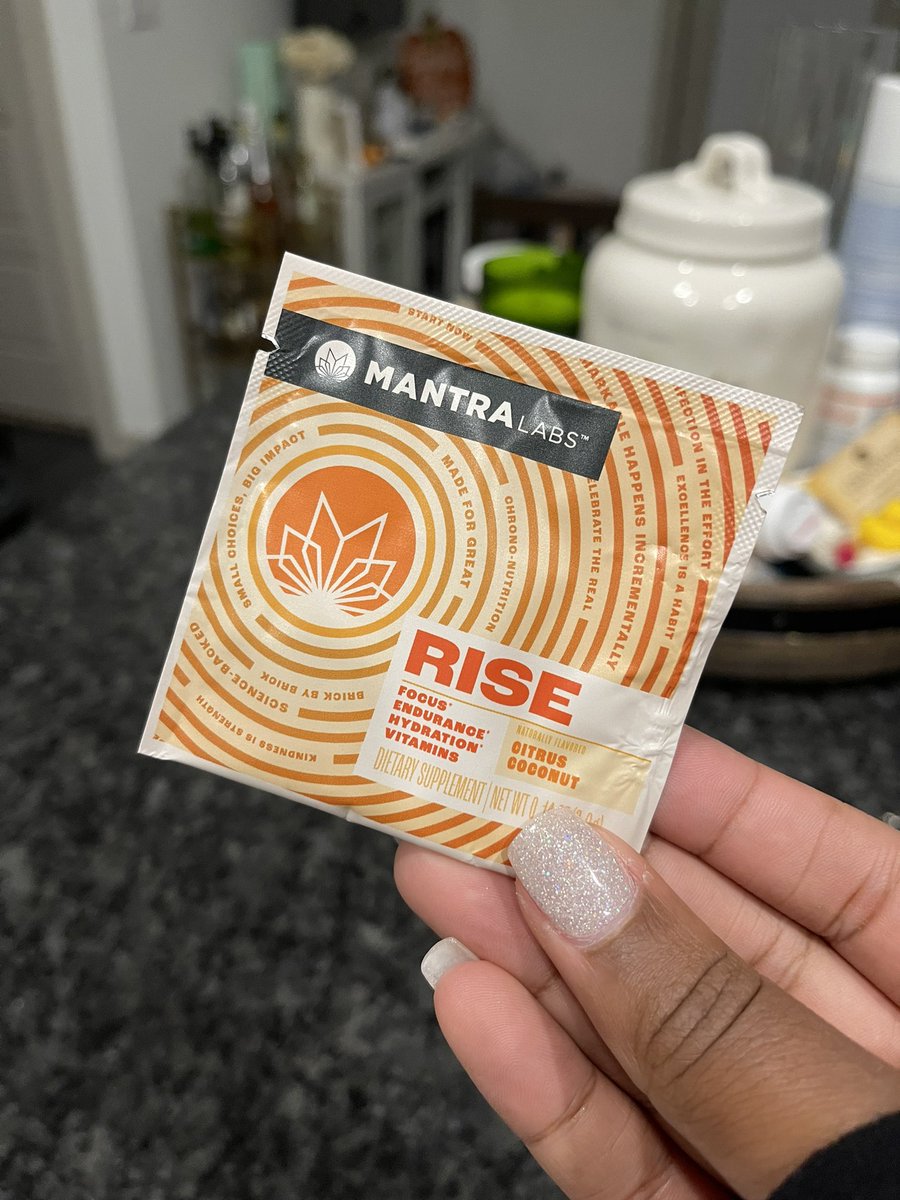 START NOW
MANTRA LABS™
SMALL CHOICES, BIG IMPACT
MADE FOR GREAT
CHRONO-NUTRITION
CELEBRATE THE REAL
HAPPENS INCREMENTALLY
EXCELLENCE IS A HABIT
FRICTION IN THE EFFORT
SCIENCE-BACKED
BRICK BY BRICK
KINDNESS IS STRENGTH
RISE
FOCUS*
ENDURANCE*
HYDRATION*
VITAMINS
NATURALLY FLAVORED
CITRUS
COCONUT
DIETARY SUPPLEMENT | NET WT